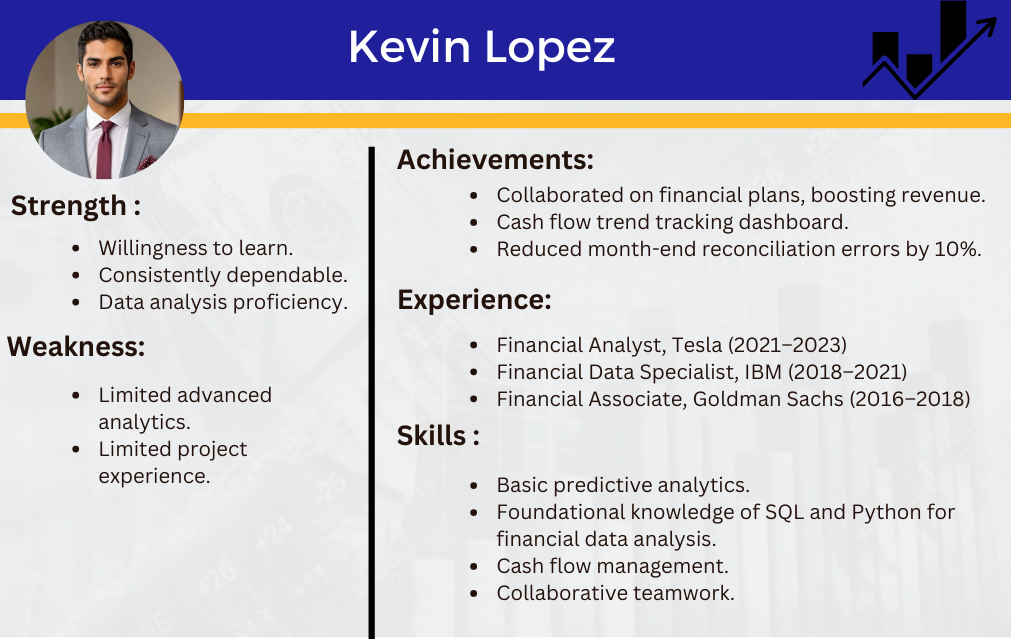 Kevin Lopez
Strength :
• Willingness to learn.
• Consistently dependable.
• Data analysis proficiency.
Weakness:
• Limited advanced
analytics.
• Limited project
experience.
Achievements:
• Collaborated on financial plans, boosting revenue.
• Cash flow trend tracking dashboard.
• Reduced month-end reconciliation errors by 10%.
Experience:
• Financial Analyst, Tesla (2021–2023)
• Financial Data Specialist, IBM (2018–2021)
• Financial Associate, Goldman Sachs (2016–2018)
Skills :
• Basic predictive analytics.
• Foundational knowledge of SQL and Python for
financial data analysis.
• Cash flow management.
• Collaborative teamwork.